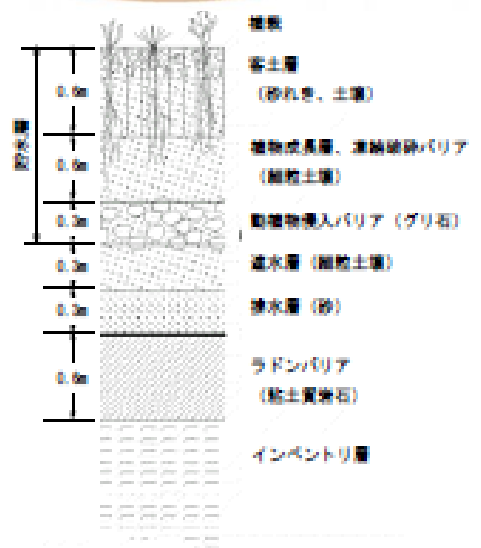 植栽
客土層
(砂れき、土壌)
植物成長層、凍結破砕バリア
(細粒土壌)
動植物侵入バリア(グリ石)
遮水層(細粒土壌)
排水層(砂)
ラドンバリア
(粘土質岩石)
インベントリ層
貯水層
0.6m
0.6m
0.3m
0.3m
0.3m
0.6m